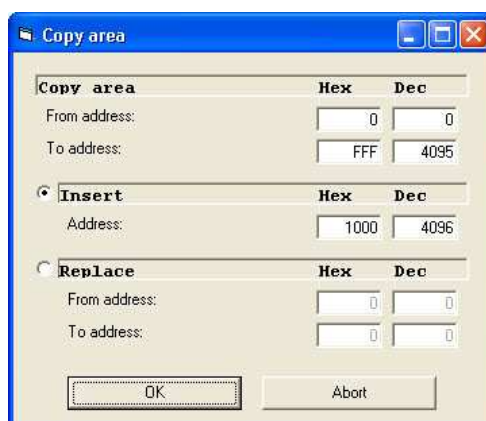 Copy area
Copy area Hex Dec
From address: 0 0
To address: FFF 4095
Insert Hex Dec
Address: 1000 4096
Replace Hex Dec
From address: 0 0
To address: 0 0
OK Abort